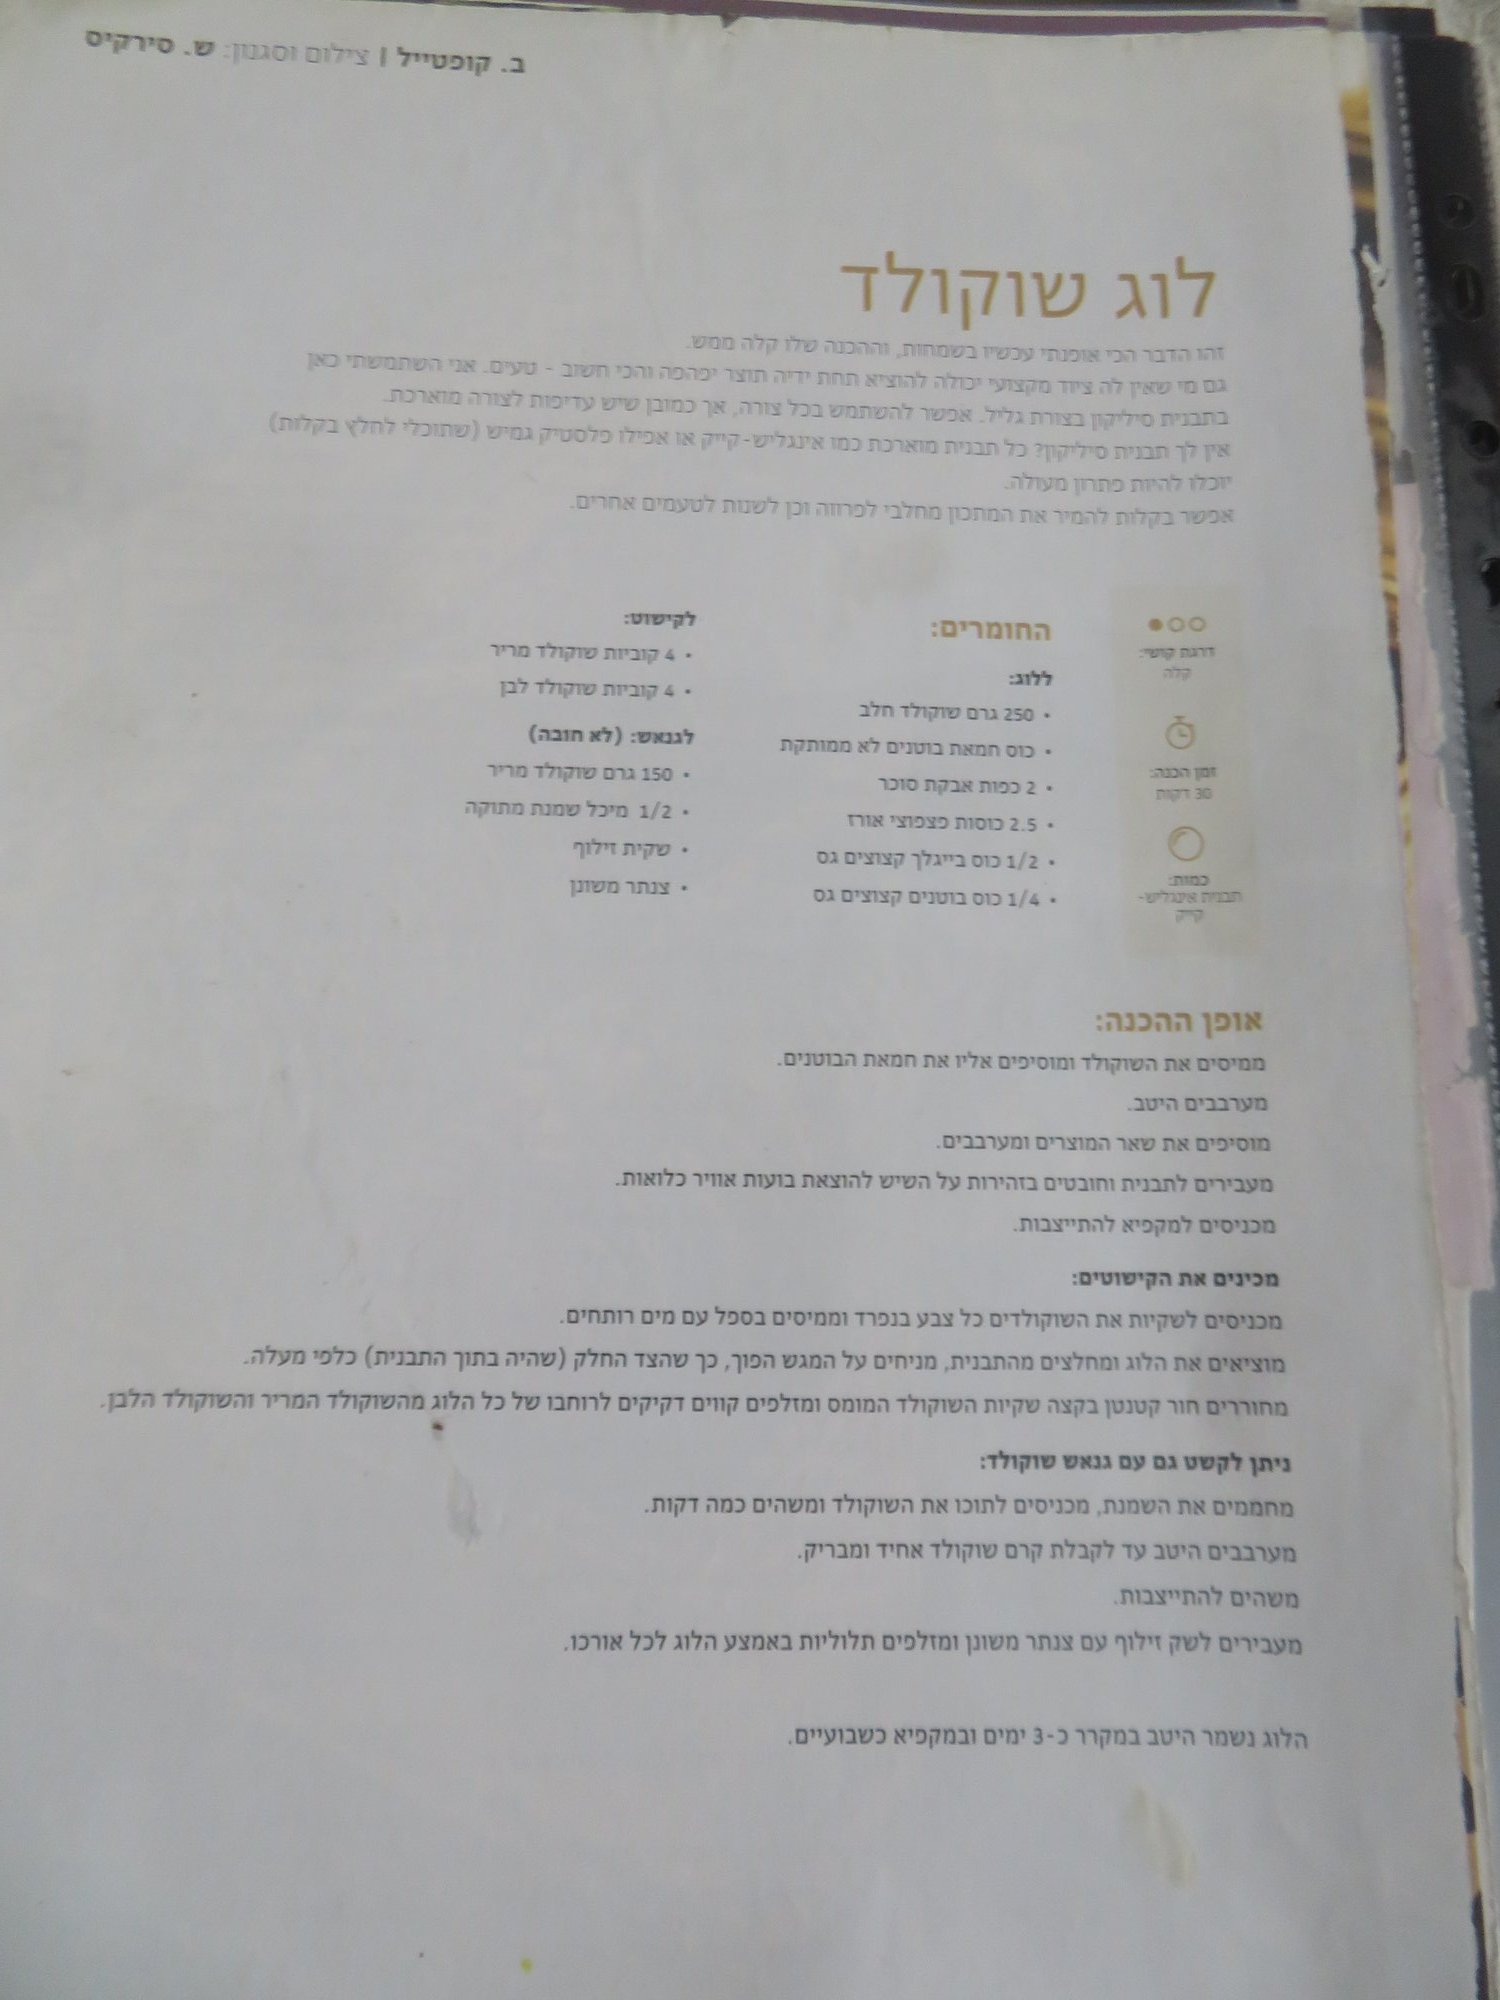 ב. קופטייל | צילום וסגנון: ש. סירקיס
לוג שוקולד
זהו הדבר הכי אופנתי עכשיו בשמחות, וההכנה שלו קלה ממש.
גם מי שאין לה ציוד מקצועי יכולה להוציא תחת ידיה תוצר יפהפה והכי חשוב - טעים. אני השתמשתי כאן
בתבנית סיליקון בצורת גליל. אפשר להשתמש בכל צורה, אך כמובן שיש עדיפות לצורה מוארכת.
אין לך תבנית סיליקון? כל תבנית מוארכת כמו אינגליש-קייק או אפילו פלסטיק גמיש (שתוכלי לחלץ בקלות)
יוכלו להיות פתרון מעולה.
אפשר בקלות להמיר את המתכון מחלבי לפרווה וכן לשנות לטעמים אחרים.
דרגת קושי:
קלה
זמן הכנה:
30 דקות
כמות:
תבנית אינגליש-
קייק
החומרים:
ללוג:
• 250 גרם שוקולד חלב
• כוס חמאת בוטנים לא ממותקת
• 2 כפות אבקת סוכר
• 2.5 כוסות פצפוצי אורז
• 1/2 כוס בייגלך קצוצים גס
• 1/4 כוס בוטנים קצוצים גס
לקישוט:
• 4 קוביות שוקולד מריר
• 4 קוביות שוקולד לבן
לגנאש: (לא חובה)
• 150 גרם שוקולד מריר
• 1/2 מיכל שמנת מתוקה
• שקית זילוף
• צנתר משונן
אופן ההכנה:
ממיסים את השוקולד ומוסיפים אליו את חמאת הבוטנים.
מערבבים היטב.
מוסיפים את שאר המוצרים ומערבבים.
מעבירים לתבנית וחובטים בזהירות על השיש להוצאת בועות אוויר כלואות.
מכניסים למקפיא להתייצבות.
מכינים את הקישוטים:
מכניסים לשקיות את השוקולדים כל צבע בנפרד וממיסים בספל עם מים רותחים.
מוציאים את הלוג ומחלצים מהתבנית, מניחים על המגש הפוך, כך שהצד החלק (שהיה בתוך התבנית) כלפי מעלה.
מחוררים חור קטנטן בקצה שקיות השוקולד המומס ומזלפים קווים דקיקים לרוחבו של כל הלוג מהשוקולד המריר והשוקולד הלבן.
ניתן לקשט גם עם גנאש שוקולד:
מחממים את השמנת, מכניסים לתוכו את השוקולד ומשהים כמה דקות.
מערבבים היטב עד לקבלת קרם שוקולד אחיד ומבריק.
משהים להתייצבות.
מעבירים לשק זילוף עם צנתר משונן ומזלפים תלוליות באמצע הלוג לכל אורכו.
הלוג נשמר היטב במקרר כ-3 ימים ובמקפיא כשבועיים.